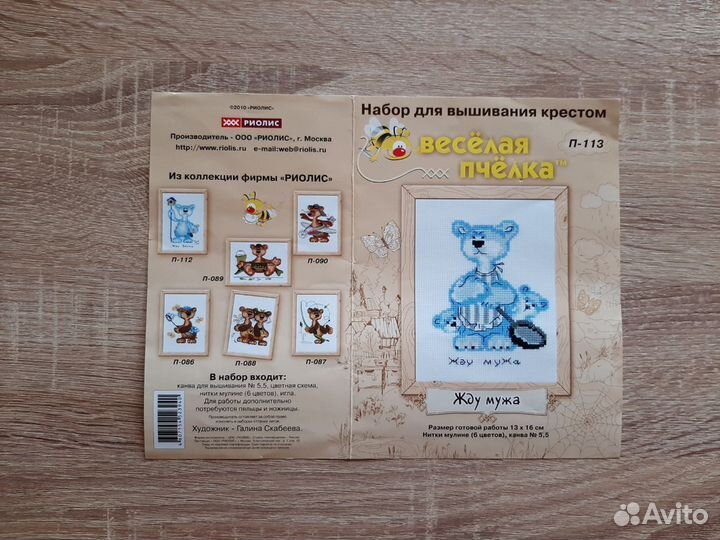 ©2010 «РИОЛИС»
РИОЛИС
Производитель - ООО «РИОЛИС», г. Москва
http://www.riolis.ru e-mail:web@riolis.ru
Из коллекции фирмы «РИОЛИС»
П-112
П-089
П-090
П-086
П-088
П-087
В набор входит:
канва для вышивания № 5,5, цветная схема,
нитки мулине (6 цветов), игла.
Для работы дополнительно
потребуются пяльцы и ножницы.
Художник - Галина Скабеева.
Набор для вышивания крестом
весёлая
пчёлка™
П-113
Жду мужа
Жду мужа
Размер готовой работы 13 x 16 см
Нитки мулине (6 цветов), канва № 5,5
Avito